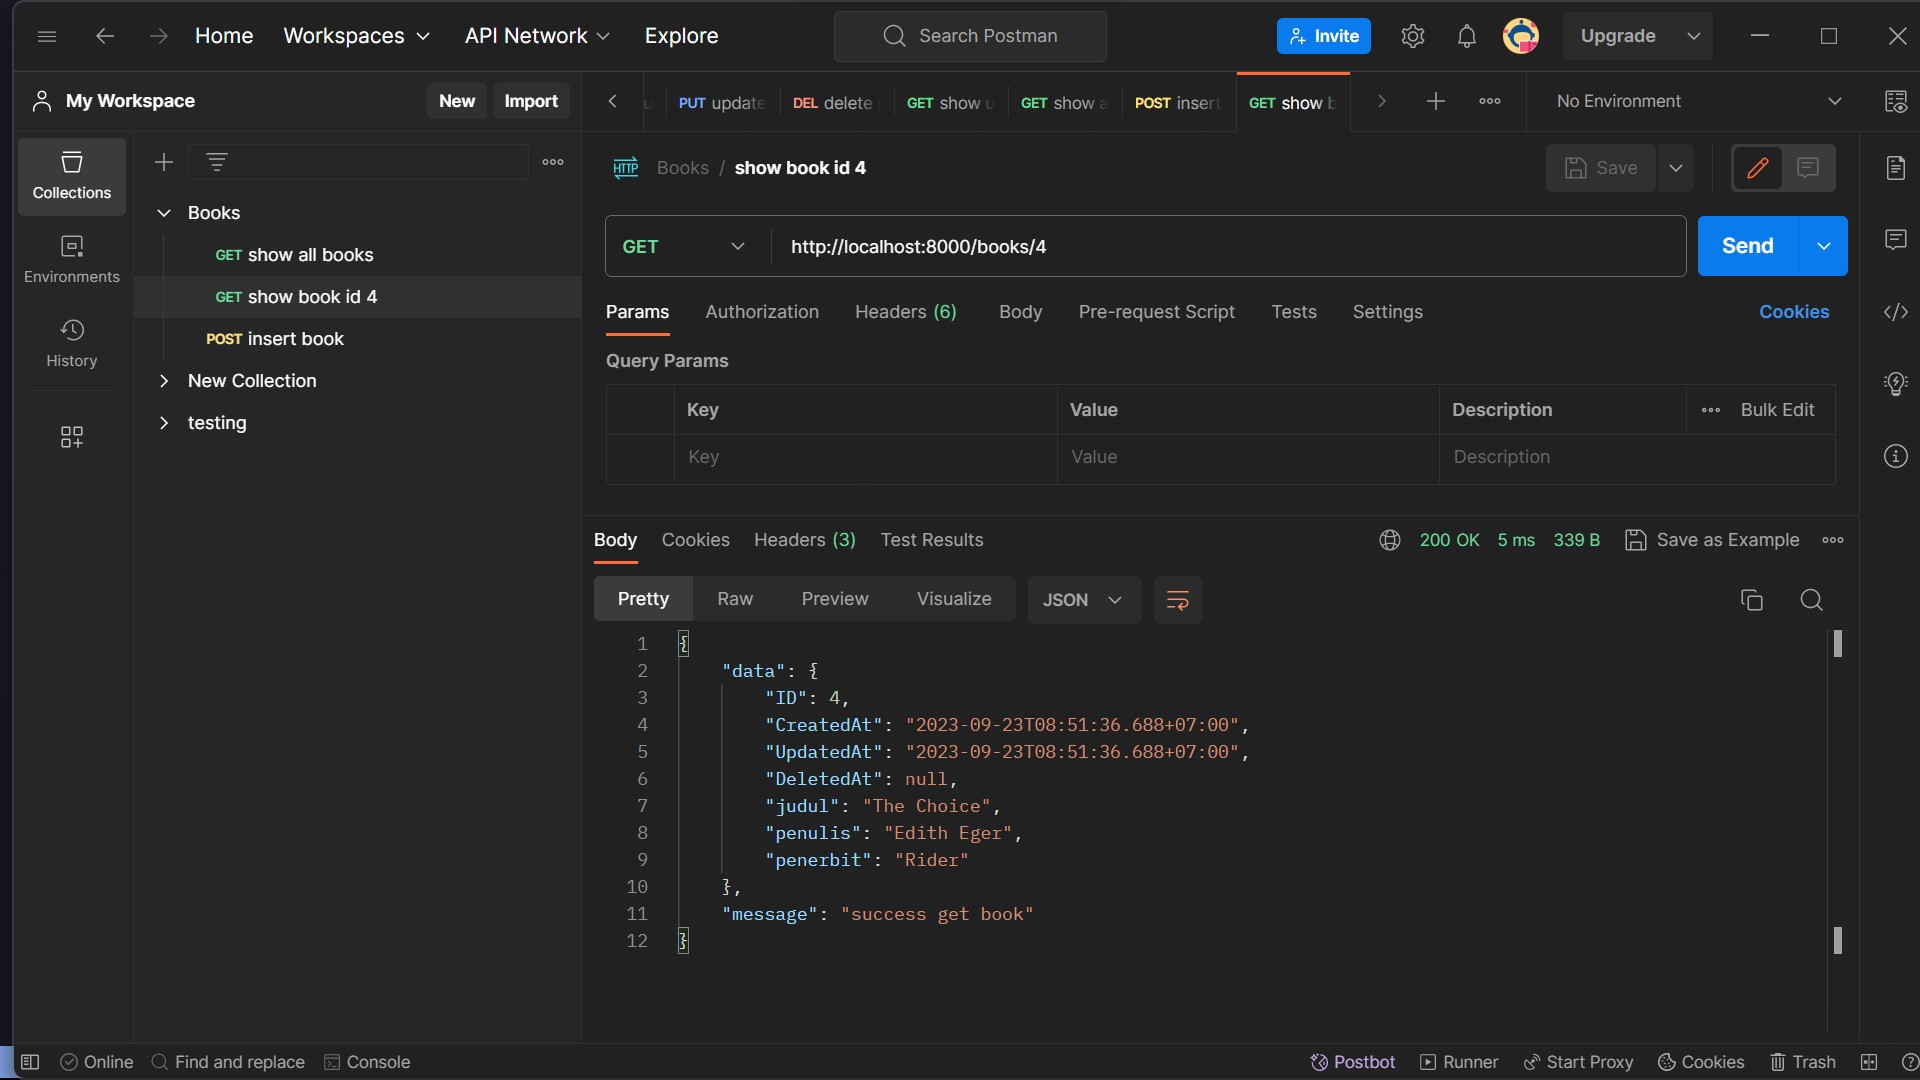 Home Workspaces API Network Explore Search Postman Invite Upgrade
My Workspace New Import
PUT update DEL delete GET show GET show POST insert GET show No Environment
Collections
Environments
History
Books
GET show all books
GET show book id 4
POST insert book
New Collection
testing
HTTP Books / show book id 4 Save
GET http://localhost:8000/books/4 Send
Params Authorization Headers (6) Body Pre-request Script Tests Settings Cookies
Query Params
Key Value Description Bulk Edit
Key Value Description
Body Cookies Headers (3) Test Results 200 OK 5 ms 339 B Save as Example
Pretty Raw Preview Visualize JSON
1 {
2 "data": {
3 "ID": 4,
4 "CreatedAt": "2023-09-23T08:51:36.688+07:00",
5 "UpdatedAt": "2023-09-23T08:51:36.688+07:00",
6 "DeletedAt": null,
7 "judul": "The Choice",
8 "penulis": "Edith Eger",
9 "penerbit": "Rider"
10 },
11 "message": "success get book"
12 }
Online Find and replace Console Postbot Runner Start Proxy Cookies Trash